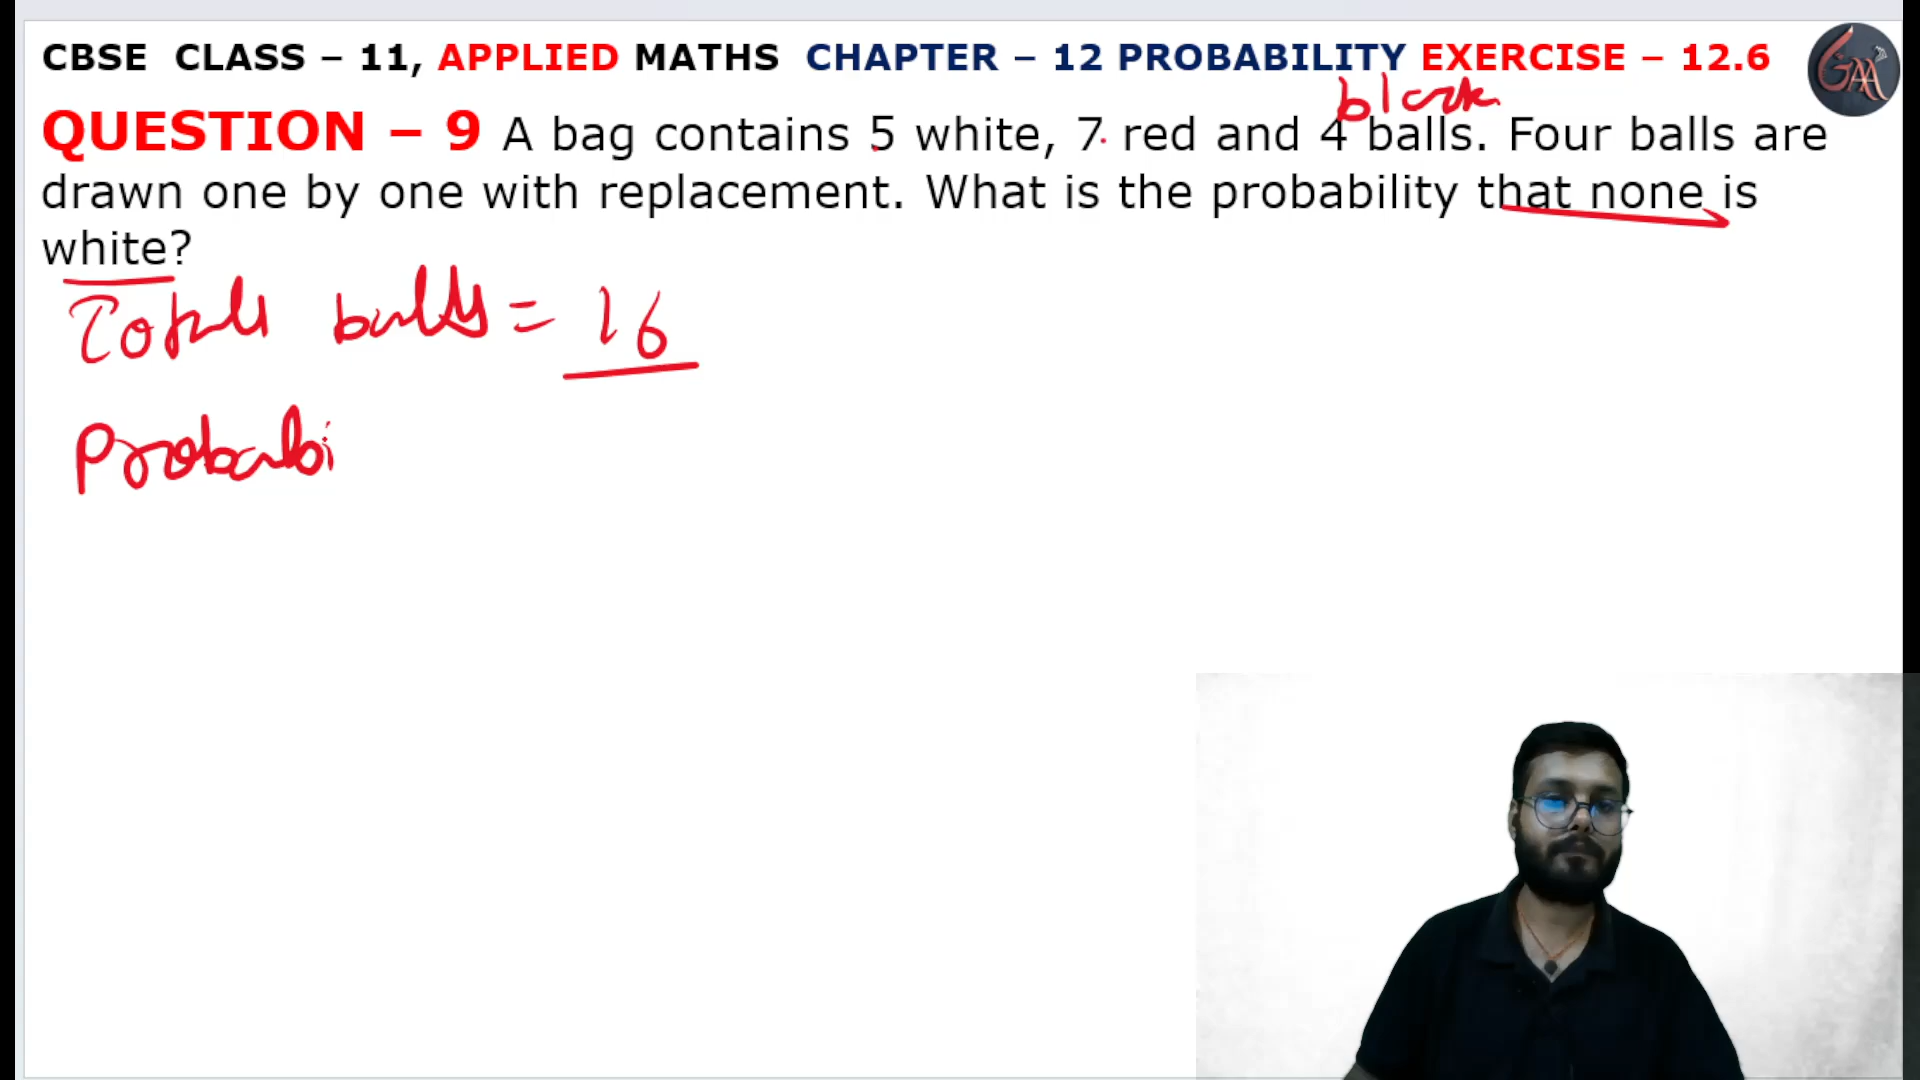 CBSE CLASS – 11, APPLIED MATHS CHAPTER – 12 PROBABILITY EXERCISE – 12.6
black
QUESTION – 9 A bag contains 5 white, 7 red and 4 balls. Four balls are
drawn one by one with replacement. What is the probability that none is
white?
Total balls = 16
Probabi